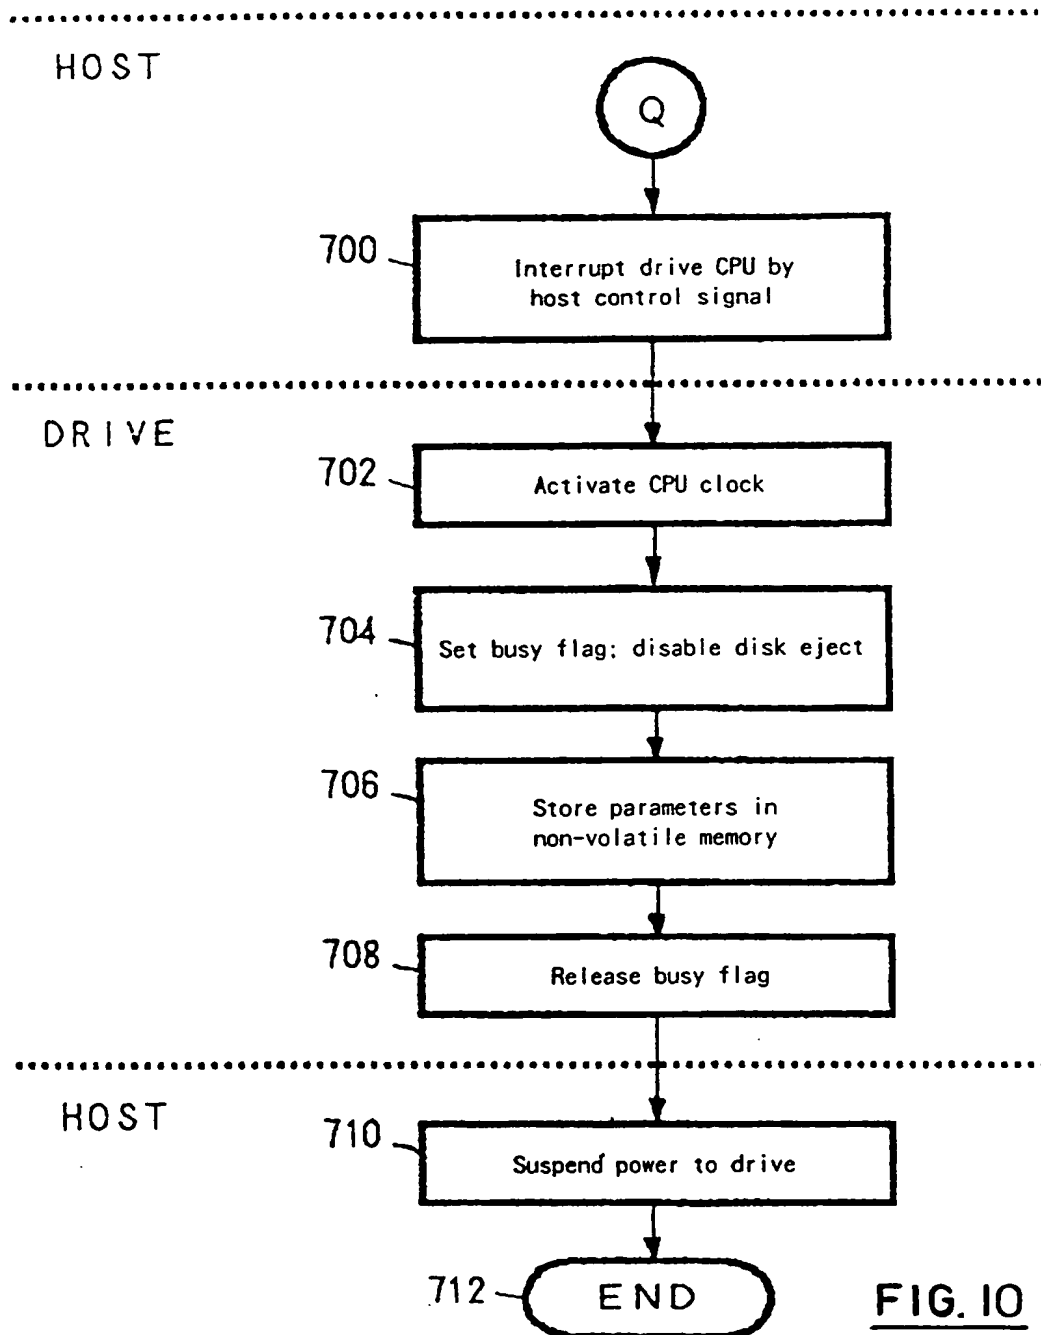 HOST
Q
700
Interrupt drive CPU by
host control signal
DRIVE
702
Activate CPU clock
704
Set busy flag: disable disk eject
706
Store parameters in
non-volatile memory
708
Release busy flag
HOST
710
Suspend power to drive
712
END
FIG. 10